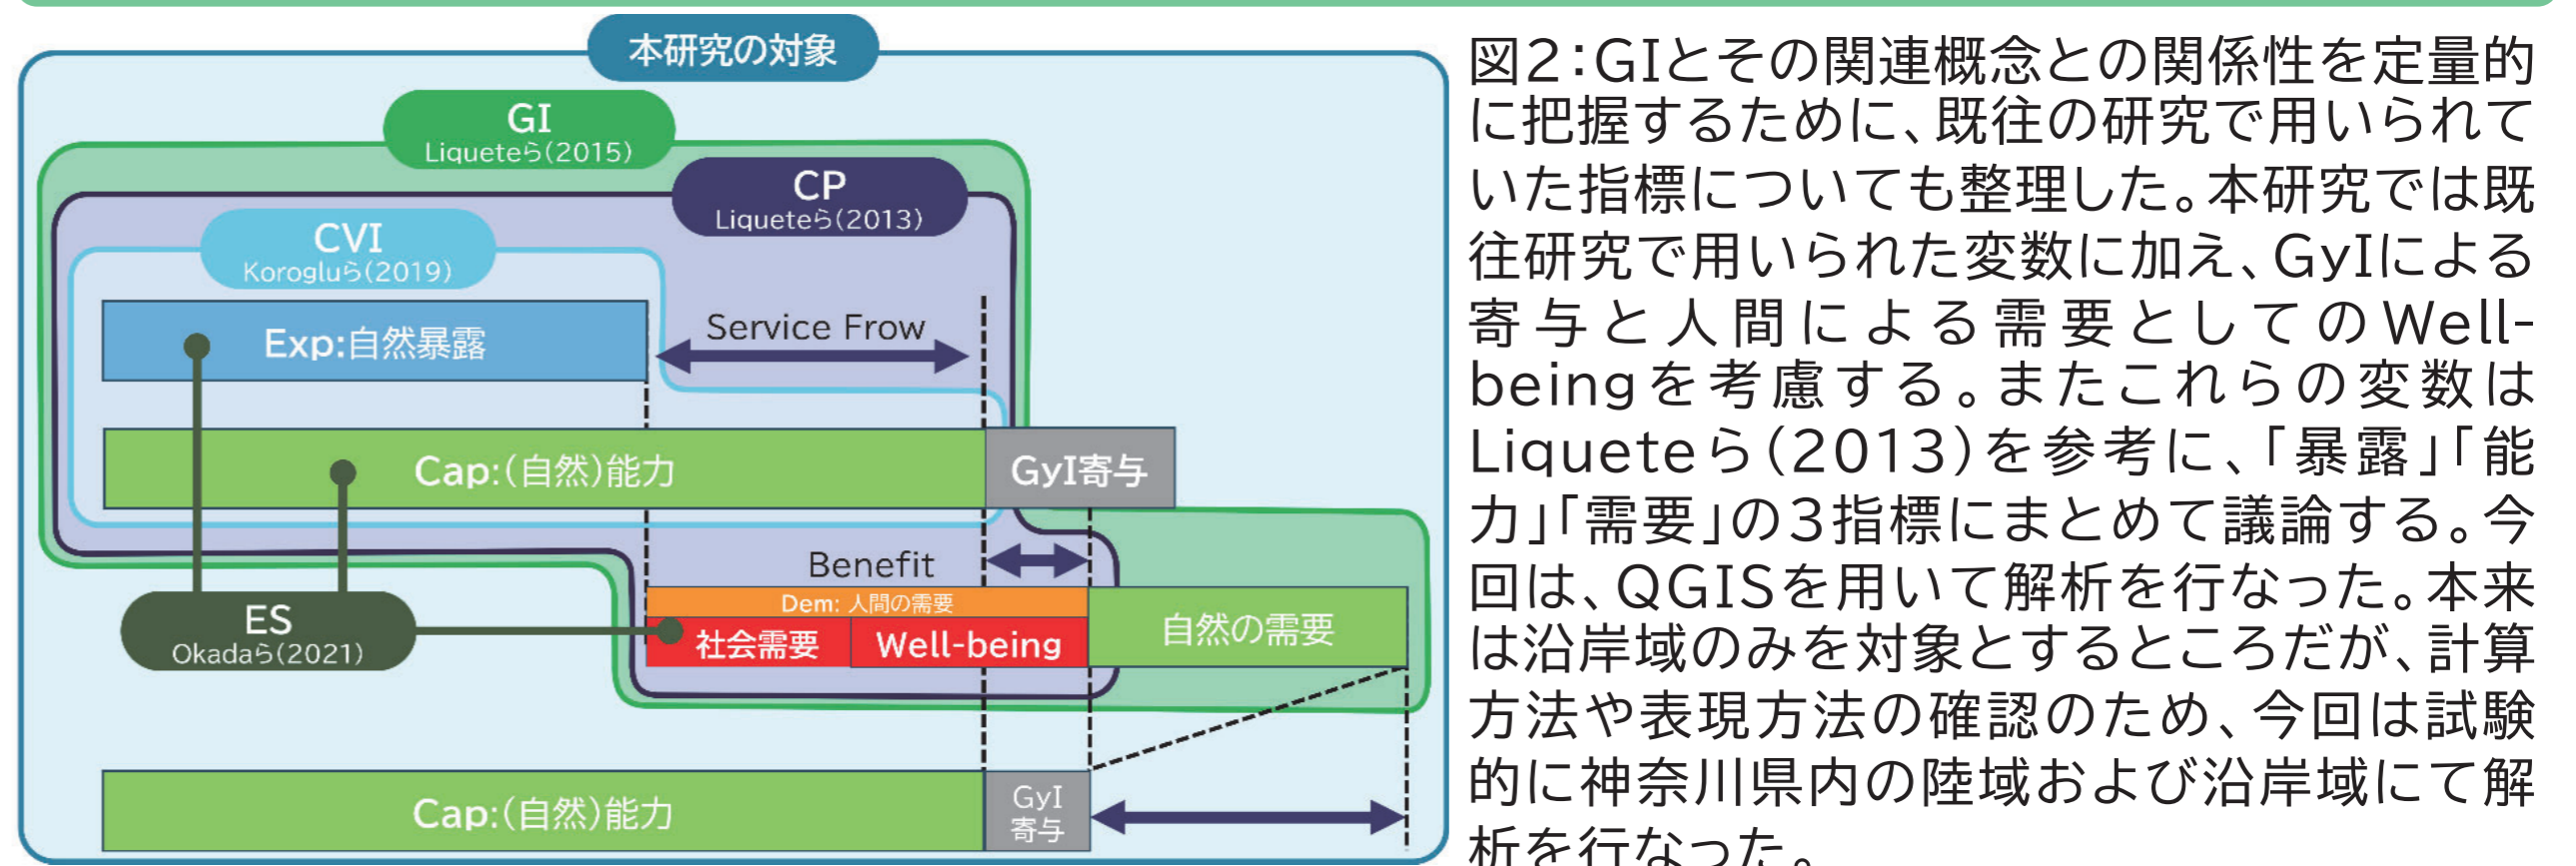 本研究の対象
GI
Liqueteら(2015)
CP
Liqueteら(2013)
CVI
Korogluら(2019)
Exp:自然暴露
Service Frow
Cap:(自然)能力
GyI寄与
Benefit
Dem: 人間の需要
社会需要
Well-being
自然の需要
ES
Okadaら(2021)
Cap:(自然)能力
GyI
寄与
図2:GIとその関連概念との関係性を定量的
に把握するために、既往の研究で用いられて
いた指標についても整理した。本研究では既
往研究で用いられた変数に加え、GyIによる
寄与と人間による需要としてのWell-
beingを考慮する。またこれらの変数は
Liqueteら(2013)を参考に、「暴露」「能
力」「需要」の3指標にまとめて議論する。今
回は、QGISを用いて解析を行なった。本来
は沿岸域のみを対象とするところだが、計算
方法や表現方法の確認のため、今回は試験
的に神奈川県内の陸域および沿岸域にて解
析を行なった。